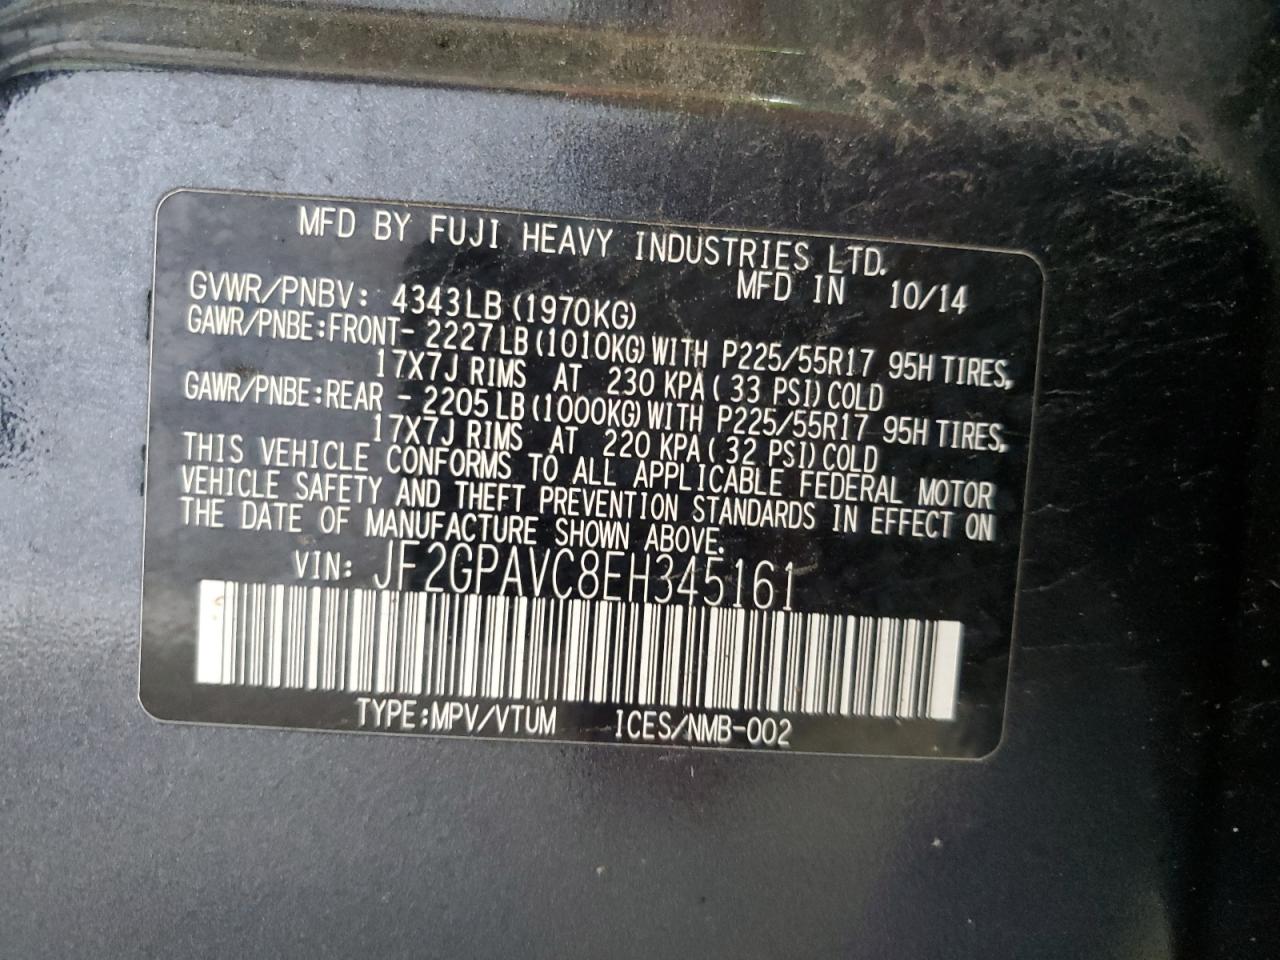 MFD BY FUJI HEAVY INDUSTRIES LTD.
MFD IN 10/14
GVWR/PNBV: 4343LB (1970KG)
GAWR/PNBE:FRONT- 2227LB (1010KG) WITH P225/55R17 95H TIRES,
17X7J RIMS AT 230 KPA ( 33 PSI) COLD
GAWR/PNBE:REAR - 2205LB (1000KG) WITH P225/55R17 95H TIRES,
17X7J RIMS AT 220 KPA ( 32 PSI) COLD
THIS VEHICLE CONFORMS TO ALL APPLICABLE FEDERAL MOTOR
VEHICLE SAFETY AND THEFT PREVENTION STANDARDS IN EFFECT ON
THE DATE OF MANUFACTURE SHOWN ABOVE.
VIN: JF2GPAVC8EH345161
TYPE:MPV/VTUM ICES/NMB-002